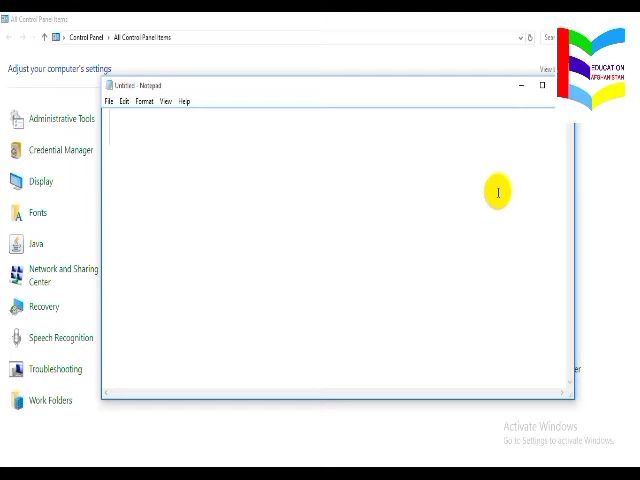 All Control Panel Items
Control Panel
All Control Panel Items
Sear
Adjust your computer's settings
Untitled - Notepad
File Edit Format View Help
EDUCATION
AFGHANISTAN
Administrative Tools
Credential Manager
Display
Fonts
Java
Network and Sharing
Center
Recovery
Speech Recognition
Troubleshooting
Work Folders
er
Activate Windows
Go to Settings to activate Windows.